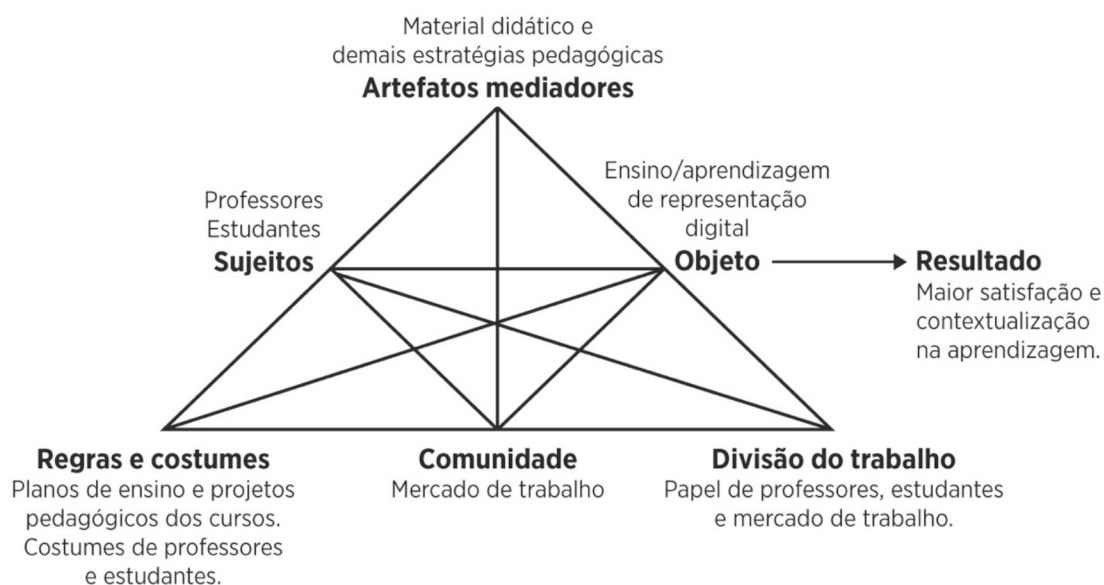 Material didático e
demais estratégias pedagógicas
Artefatos mediadores
Professores
Estudantes
Sujeitos
Ensino/aprendizagem
de representação
digital
Objeto
Resultado
Maior satisfação e
contextualização
na aprendizagem.
Regras e costumes
Planos de ensino e projetos
pedagógicos dos cursos.
Costumes de professores
e estudantes.
Comunidade
Mercado de trabalho
Divisão do trabalho
Papel de professores, estudantes
e mercado de trabalho.